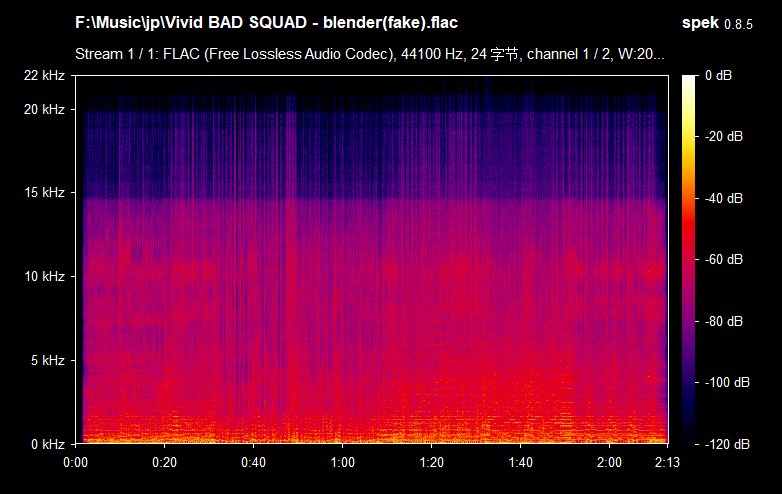 F:\Music\jp\Vivid BAD SQUAD - blender(fake).flac
spek 0.8.5
Stream 1 / 1: FLAC (Free Lossless Audio Codec), 44100 Hz, 24 字节, channel 1 / 2, W:20...
22 kHz
20 kHz
15 kHz
10 kHz
5 kHz
0 kHz
0:00
0:20
0:40
1:00
1:20
1:40
2:00
2:13
0 dB
-20 dB
-40 dB
-60 dB
-80 dB
-100 dB
-120 dB